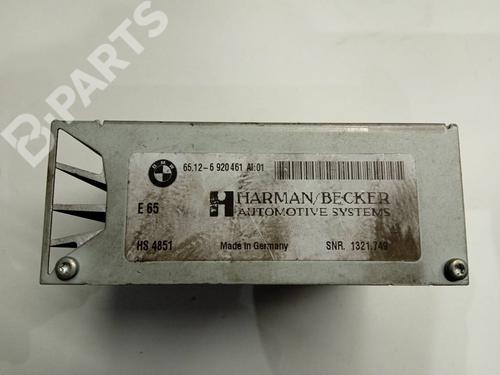 B-PARTS
BMW
65.12-6 920 461 AI:01
E 65
HARMAN/BECKER
AUTOMOTIVE SYSTEMS
HS 4851
Made in Germany
SNR. 1321.749